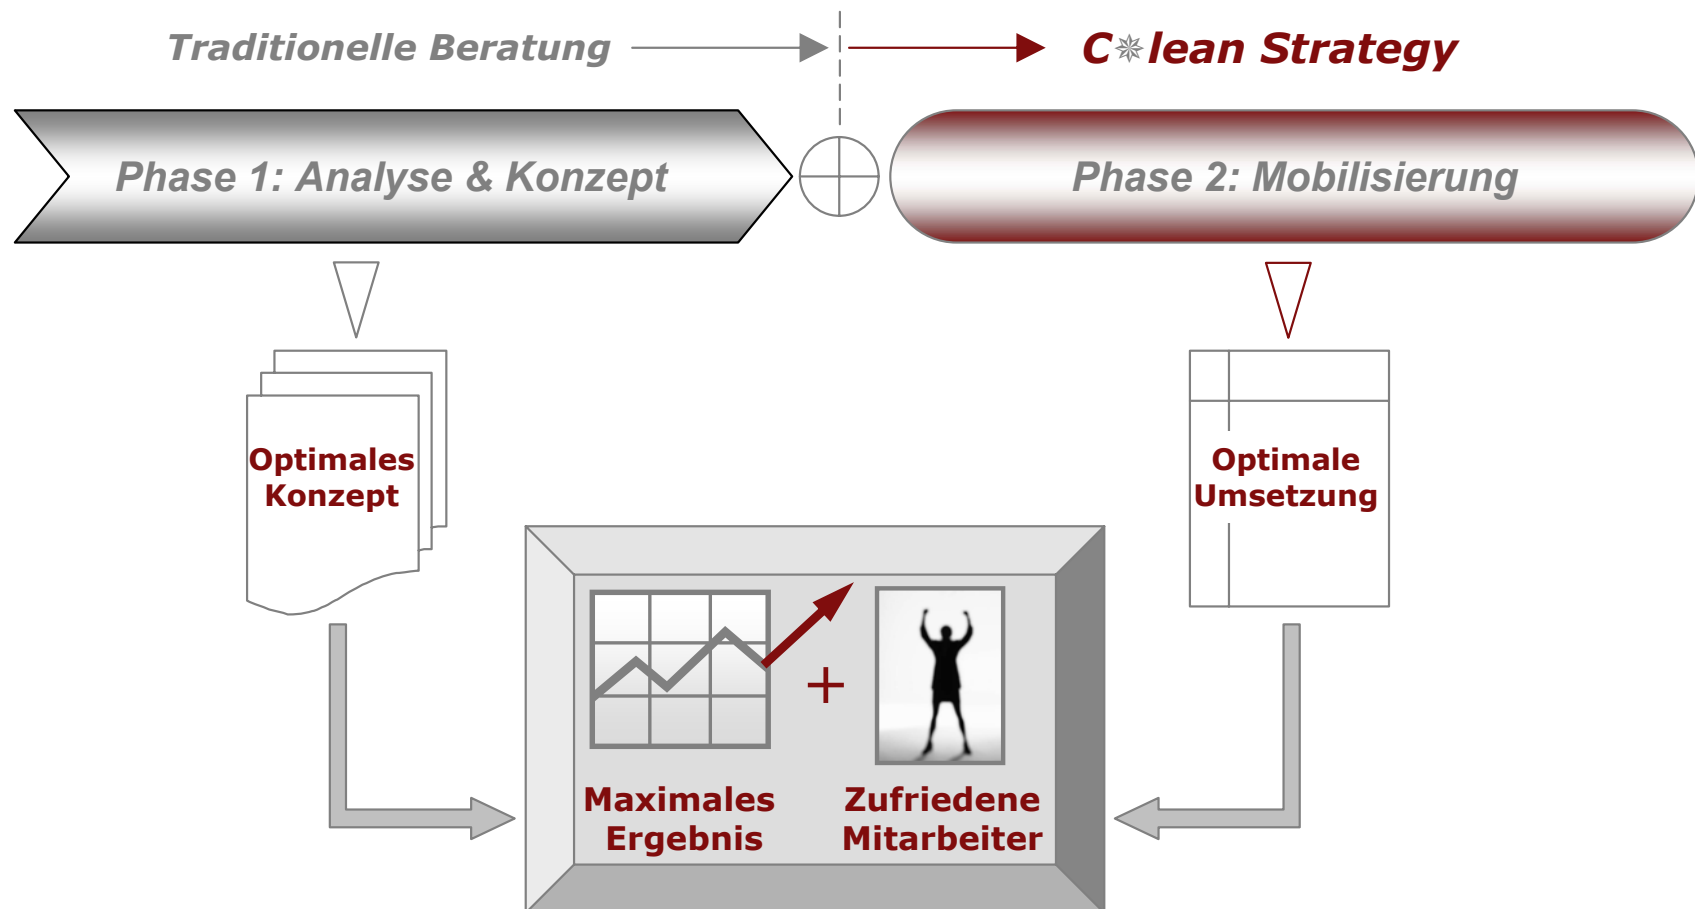 Traditionelle Beratung
C✵lean Strategy
Phase 1: Analyse & Konzept
Phase 2: Mobilisierung
Optimales
Konzept
Optimale
Umsetzung
Maximales
Ergebnis
Zufriedene
Mitarbeiter